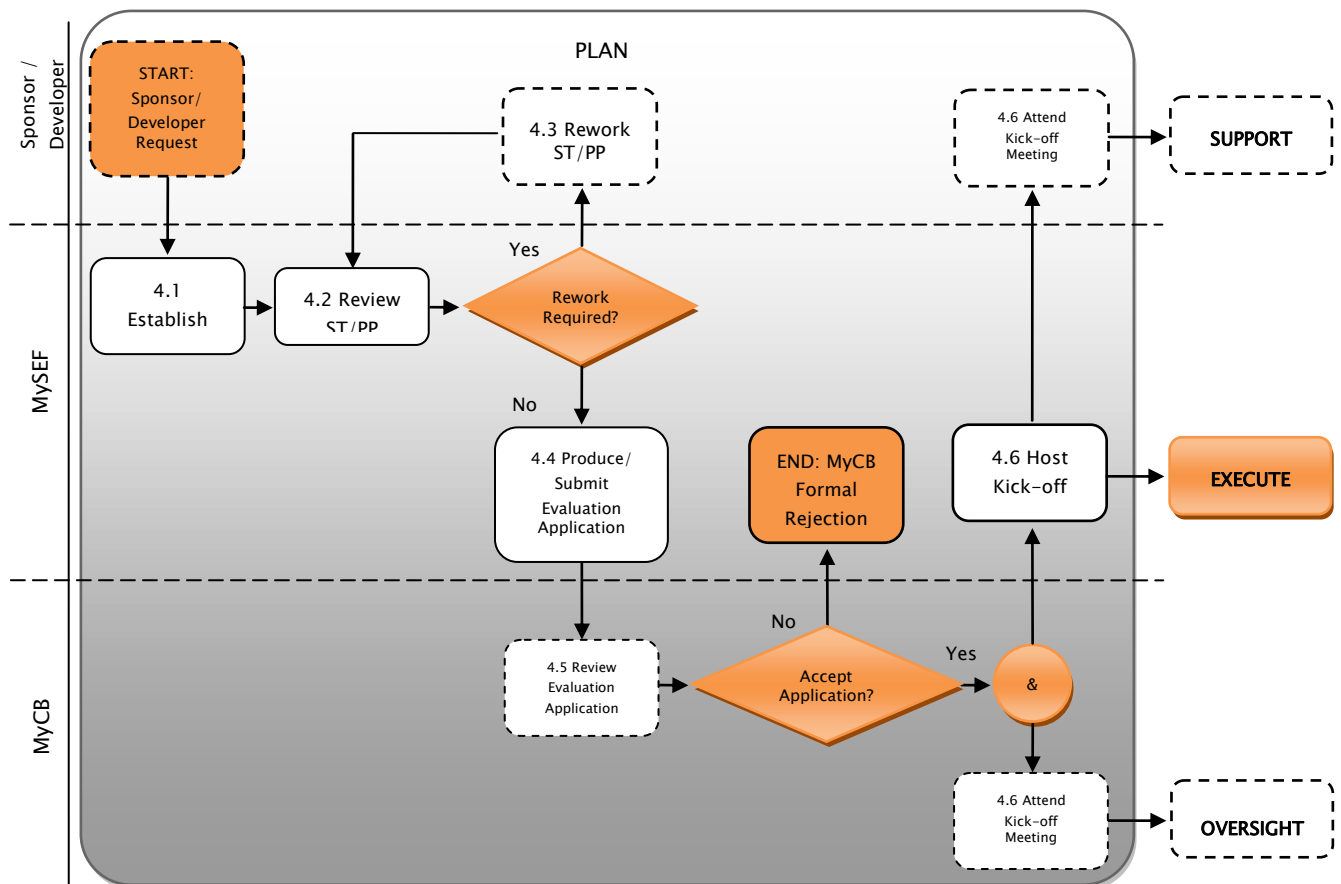 PLAN
Sponsor /
Developer
START:
Sponsor/
Developer
Request
4.3 Rework
ST/PP
4.6 Attend
Kick-off
Meeting
SUPPORT
MySEF
4.1
Establish
4.2 Review
ST/PP
Yes
Rework
Required?
No
4.4 Produce/
Submit
Evaluation
Application
END: MyCB
Formal
Rejection
4.6 Host
Kick-off
EXECUTE
MyCB
4.5 Review
Evaluation
Application
No
Accept
Application?
Yes
&
4.6 Attend
Kick-off
Meeting
OVERSIGHT